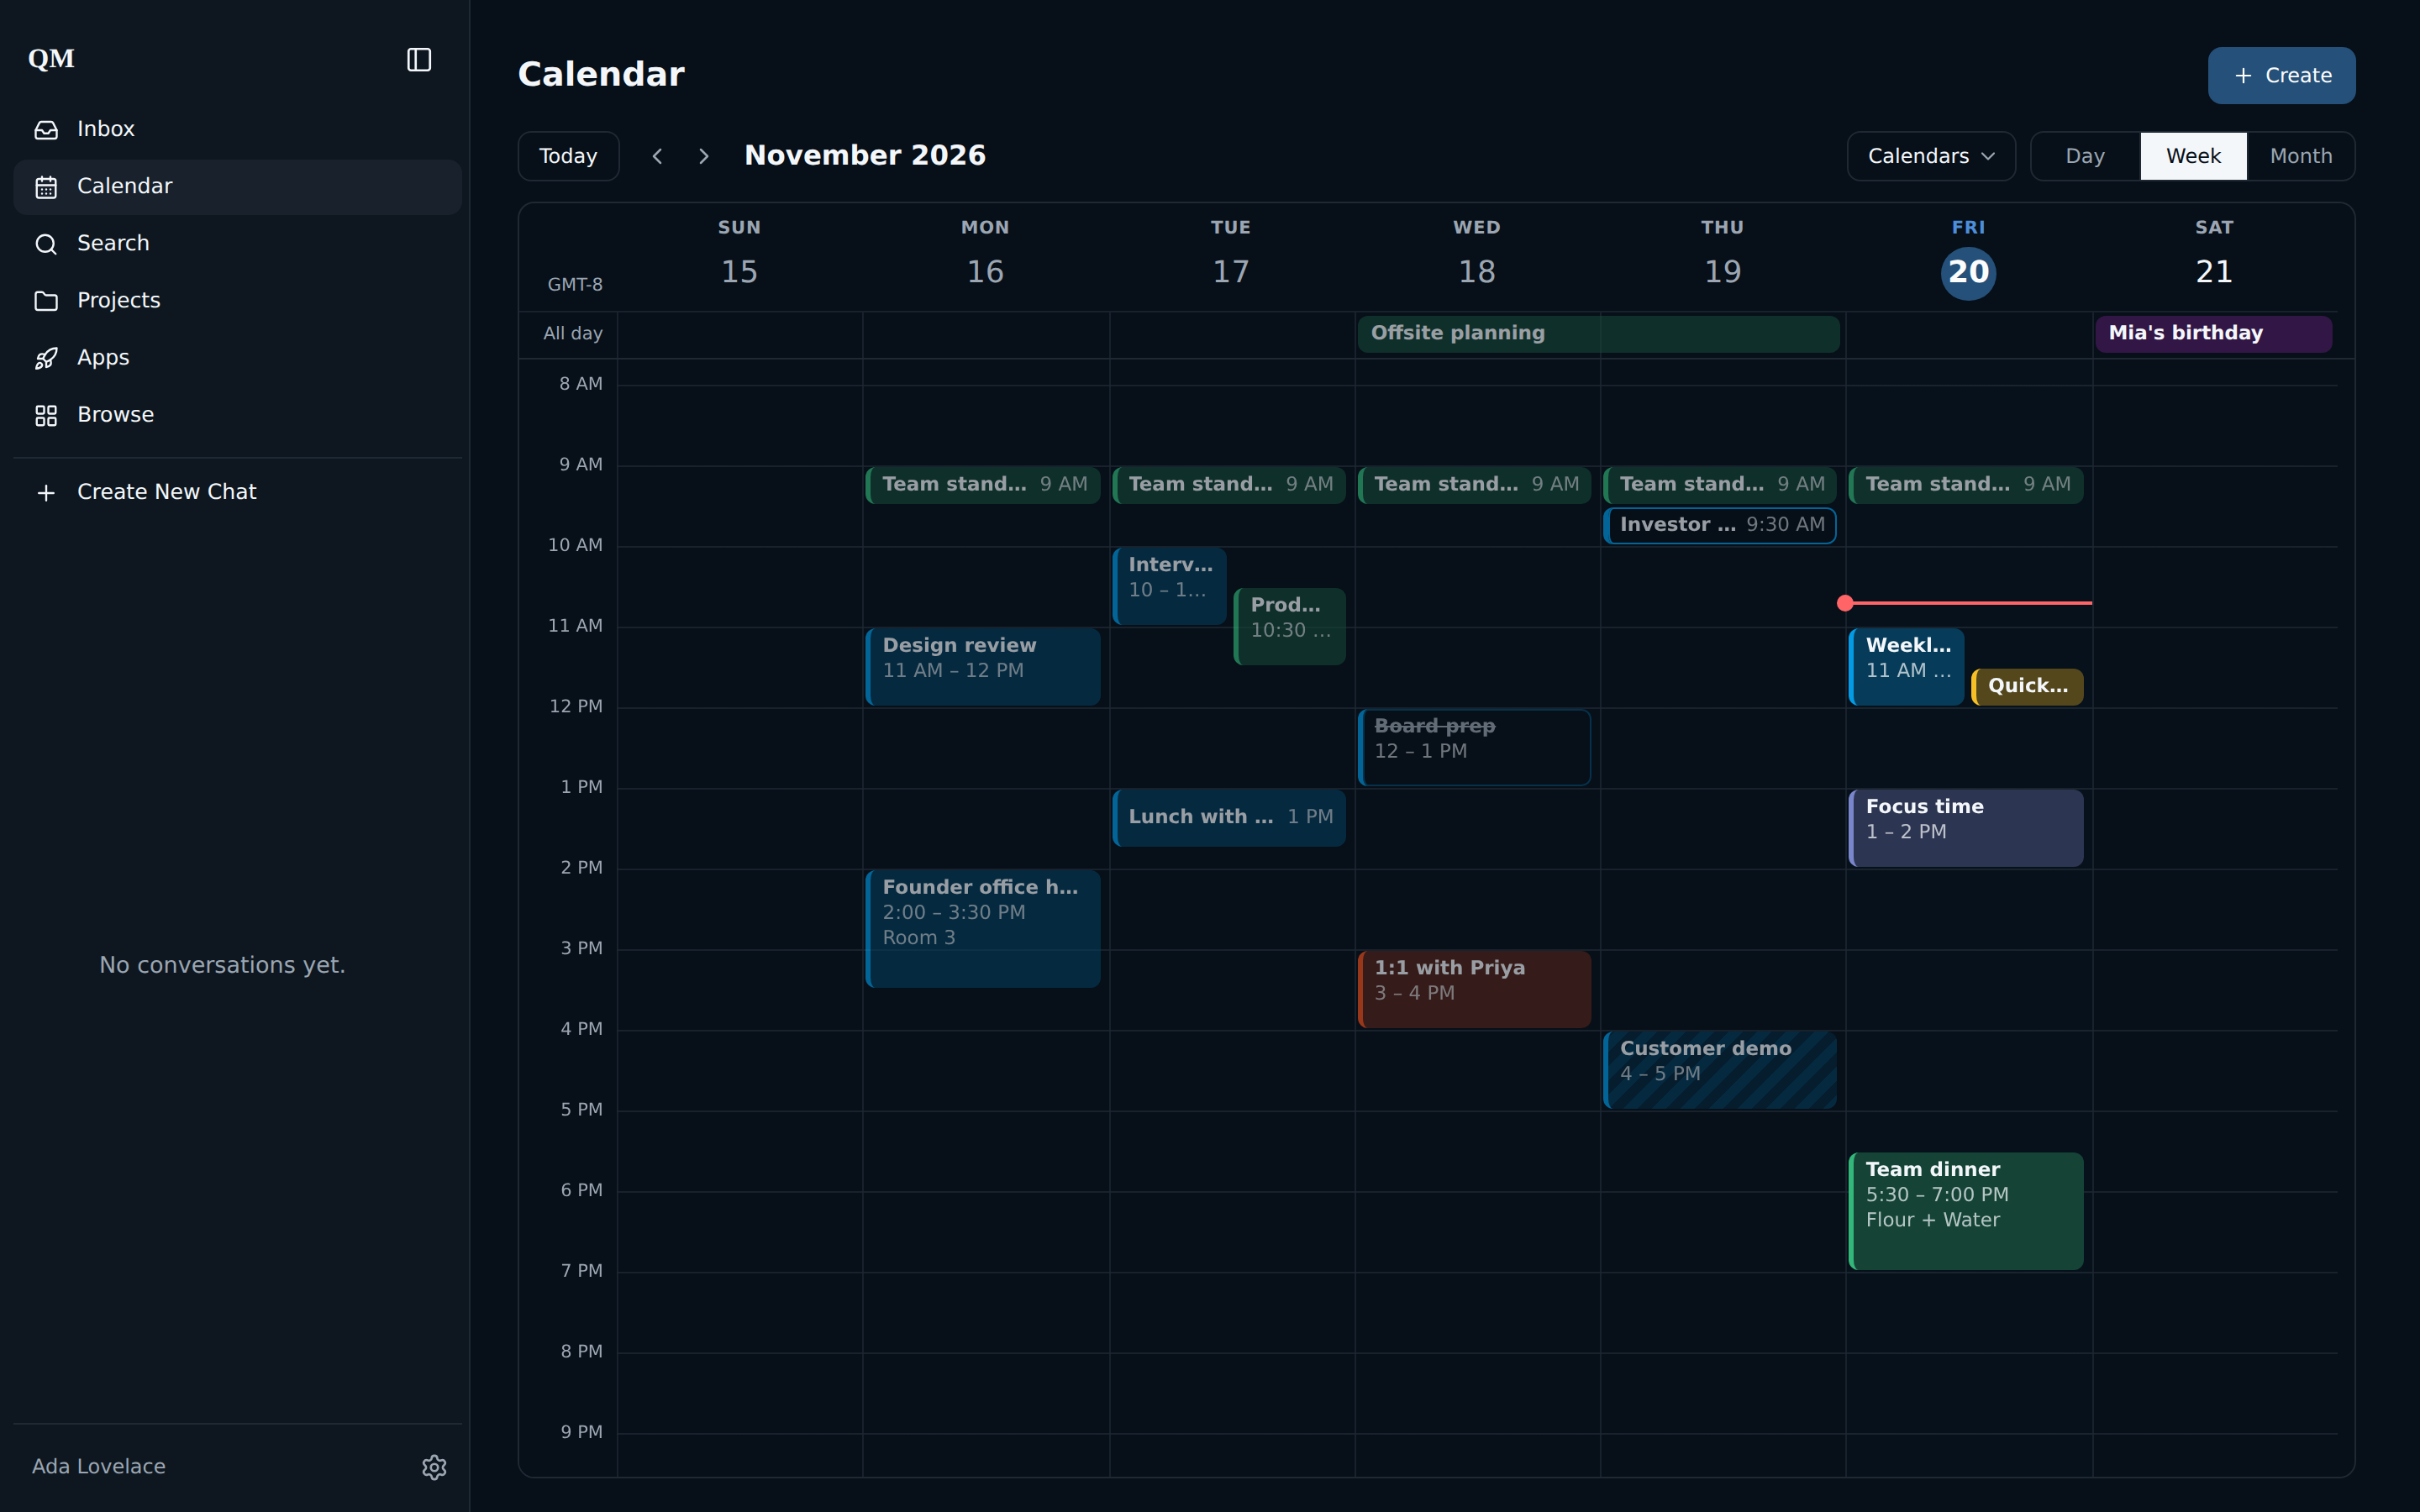 QM
Inbox
Calendar
Search
Projects
Apps
Browse
Create New Chat
No conversations yet.
Ada Lovelace
Calendar
Create
Today
November 2026
Calendars
Day
Week
Month
GMT-8
SUN
15
MON
16
TUE
17
WED
18
THU
19
FRI
20
SAT
21
All day
Offsite planning
Mia's birthday
8 AM
9 AM
10 AM
11 AM
12 PM
1 PM
2 PM
3 PM
4 PM
5 PM
6 PM
7 PM
8 PM
9 PM
Team stand… 9 AM
Design review
11 AM – 12 PM
Founder office h…
2:00 – 3:30 PM
Room 3
Team stand… 9 AM
Interv…
10 – 1…
Prod…
10:30 …
Lunch with … 1 PM
Team stand… 9 AM
Board prep
12 – 1 PM
1:1 with Priya
3 – 4 PM
Team stand… 9 AM
Investor … 9:30 AM
Customer demo
4 – 5 PM
Team stand… 9 AM
Weekl…
11 AM …
Quick…
Focus time
1 – 2 PM
Team dinner
5:30 – 7:00 PM
Flour + Water